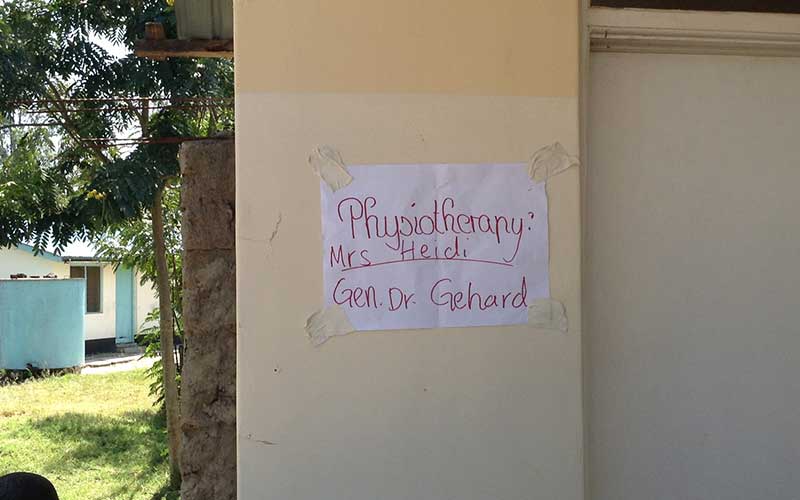 Physiotherapy:
Mrs Heidi
Gen. Dr. Gehard